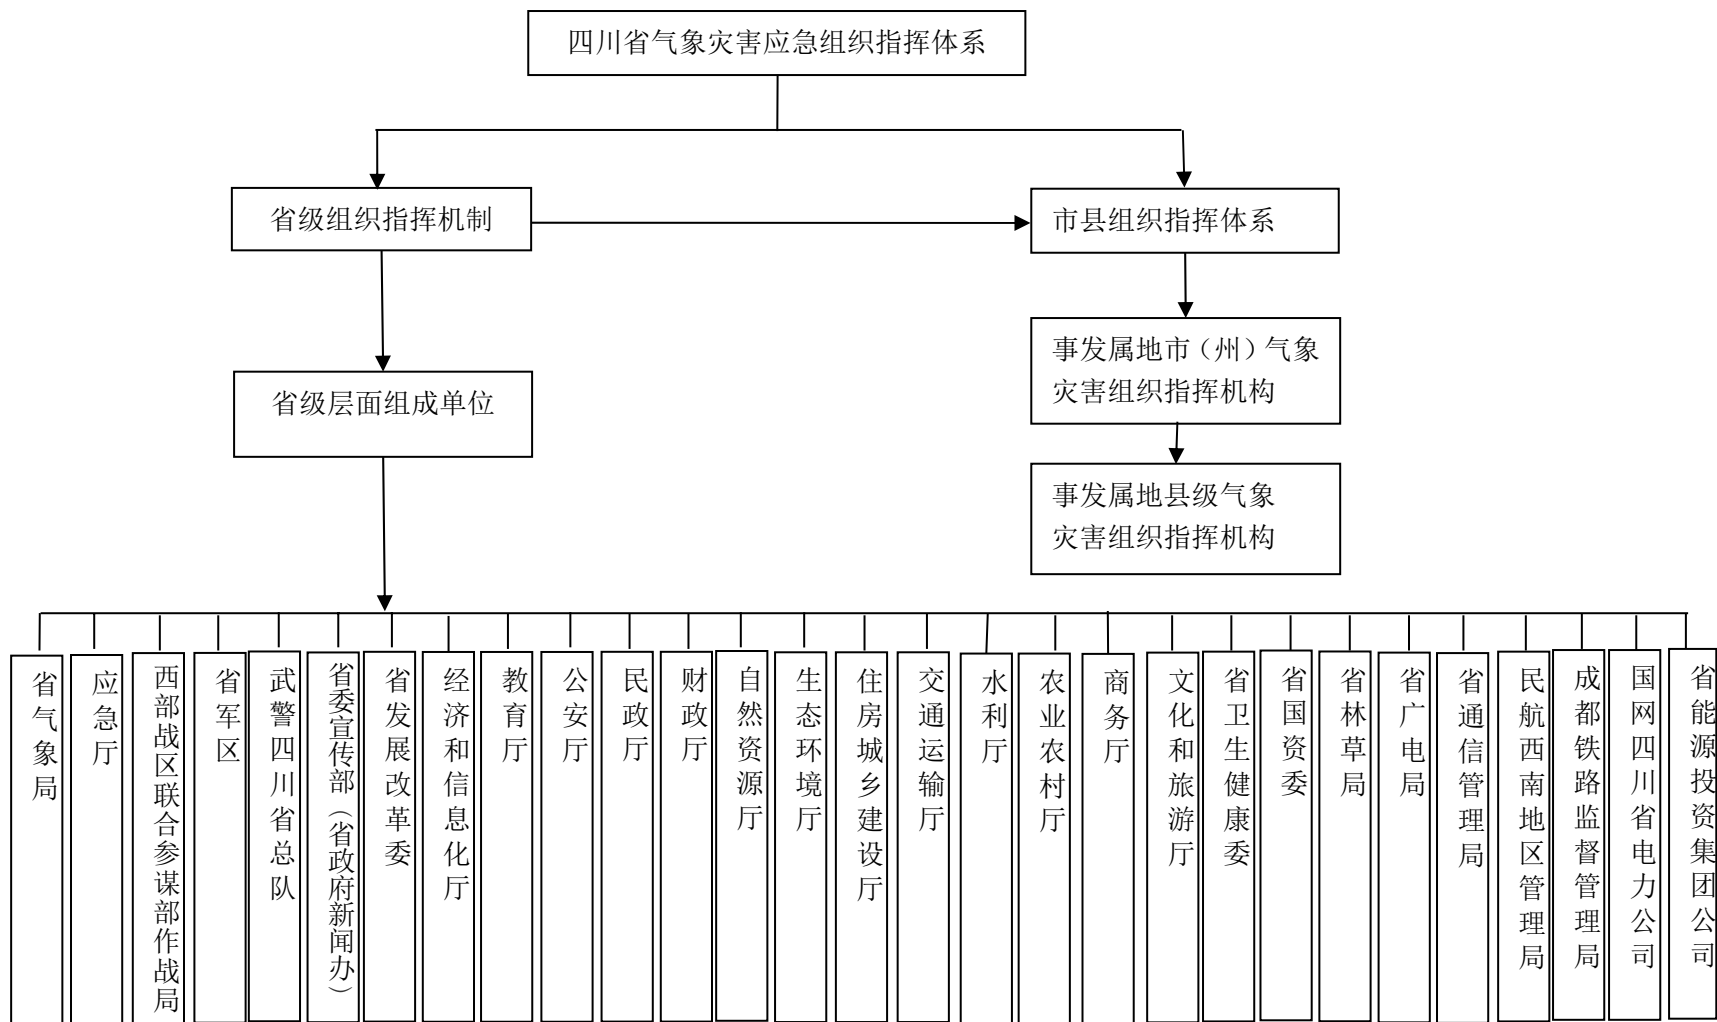 四川省气象灾害应急组织指挥体系
省级组织指挥机制
市县组织指挥体系
事发属地市（州）气象
灾害组织指挥机构
省级层面组成单位
事发属地县级气象
灾害组织指挥机构
省气象局
应急厅
西部战区联合参谋部作战局
省军区
武警四川省总队
省委宣传部（省政府新闻办）
省发展改革委
经济和信息化厅
教育厅
公安厅
民政厅
财政厅
自然资源厅
生态环境厅
住房城乡建设厅
交通运输厅
水利厅
农业农村厅
商务厅
文化和旅游厅
省卫生健康委
省国资委
省林草局
省广电局
省通信管理局
民航西南地区管理局
成都铁路监督管理局
国网四川省电力公司
省能源投资集团公司